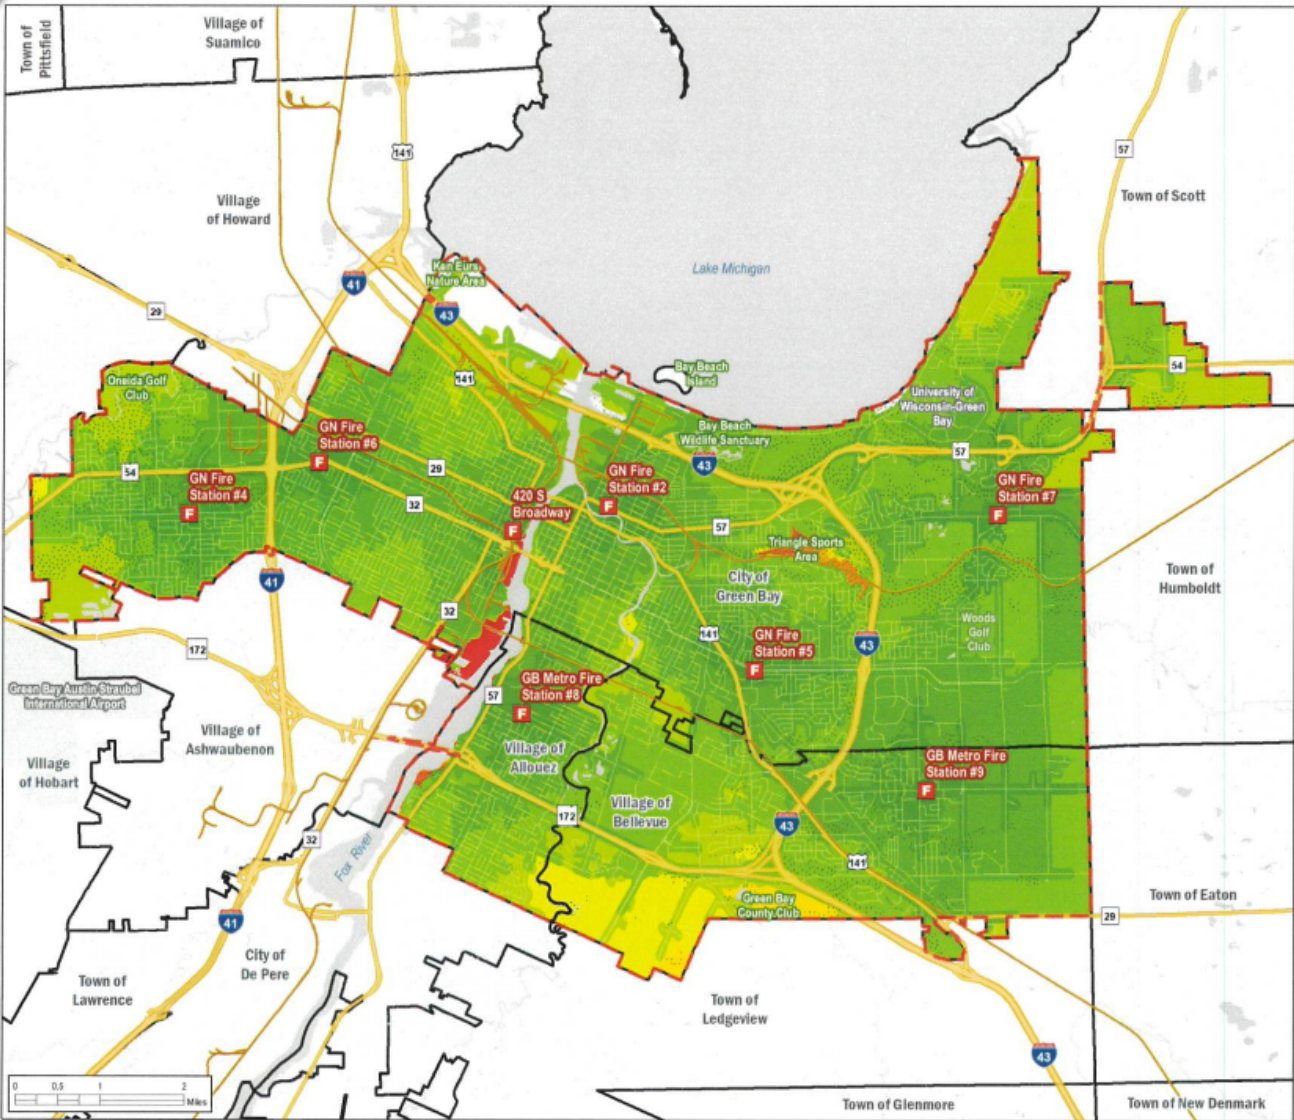 Town of
Pittsfield
Village of
Suamico
141
57
Town of Scott
Village
of Howard
Lake Michigan
Ken Eurs
Nature Area
41
43
29
54
Bay Beach
Island
Oneida Golf
Club
141
University of
Wisconsin-Green
Bay
Bay Beach
Wildlife Sanctuary
GN Fire
Station #6
F
57
43
54
29
GN Fire
Station #4
F
GN Fire
Station #2
F
GN Fire
Station #7
F
32
420 S
Broadway
F
57
Triangle Sports
Area
City of
Green Bay
Town of
Humboldt
41
32
Woods
Golf
Club
141
GN Fire
Station #5
F
43
172
Green Bay Austin Straubel
International Airport
57
GB Metro Fire
Station #8
F
Village of
Ashwaubenon
Village of
Allouez
Village
of Hobart
GB Metro Fire
Station #9
F
Village of
Bellevue
172
43
32
Fox River
141
Green Bay
County Club
Town of Eaton
29
41
City of
De Pere
Town of
Lawrence
Town of
Ledgeview
43
0 0.5 1 2
Miles
Town of Glenmore
Town of New Denmark